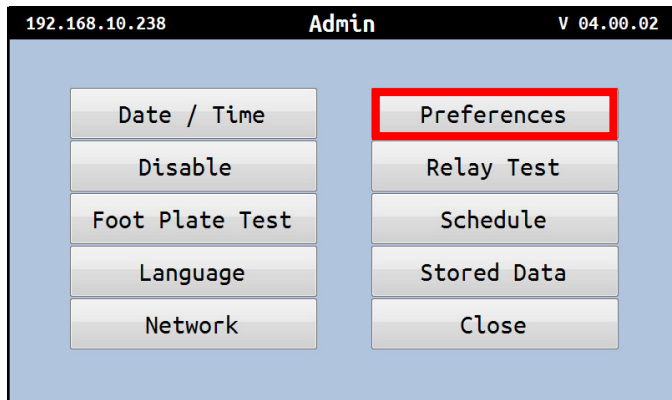 192.168.10.238 Admin V 04.00.02
Date / Time Preferences
Disable Relay Test
Foot Plate Test Schedule
Language Stored Data
Network Close